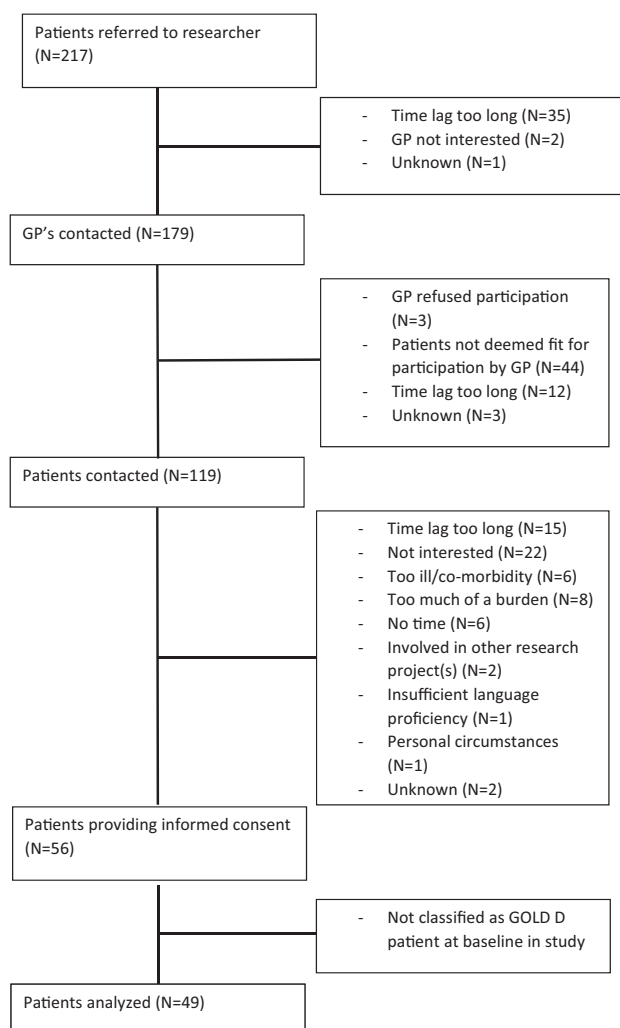 Patients referred to researcher
(N=217)
- Time lag too long (N=35)
- GP not interested (N=2)
- Unknown (N=1)
GP's contacted (N=179)
- GP refused participation
(N=3)
- Patients not deemed fit for
participation by GP (N=44)
- Time lag too long (N=12)
- Unknown (N=3)
Patients contacted (N=119)
- Time lag too long (N=15)
- Not interested (N=22)
- Too ill/co-morbidity (N=6)
- Too much of a burden (N=8)
- No time (N=6)
- Involved in other research
project(s) (N=2)
- Insufficient language
proficiency (N=1)
- Personal circumstances
(N=1)
- Unknown (N=2)
Patients providing informed consent
(N=56)
- Not classified as GOLD D
patient at baseline in study
Patients analyzed (N=49)